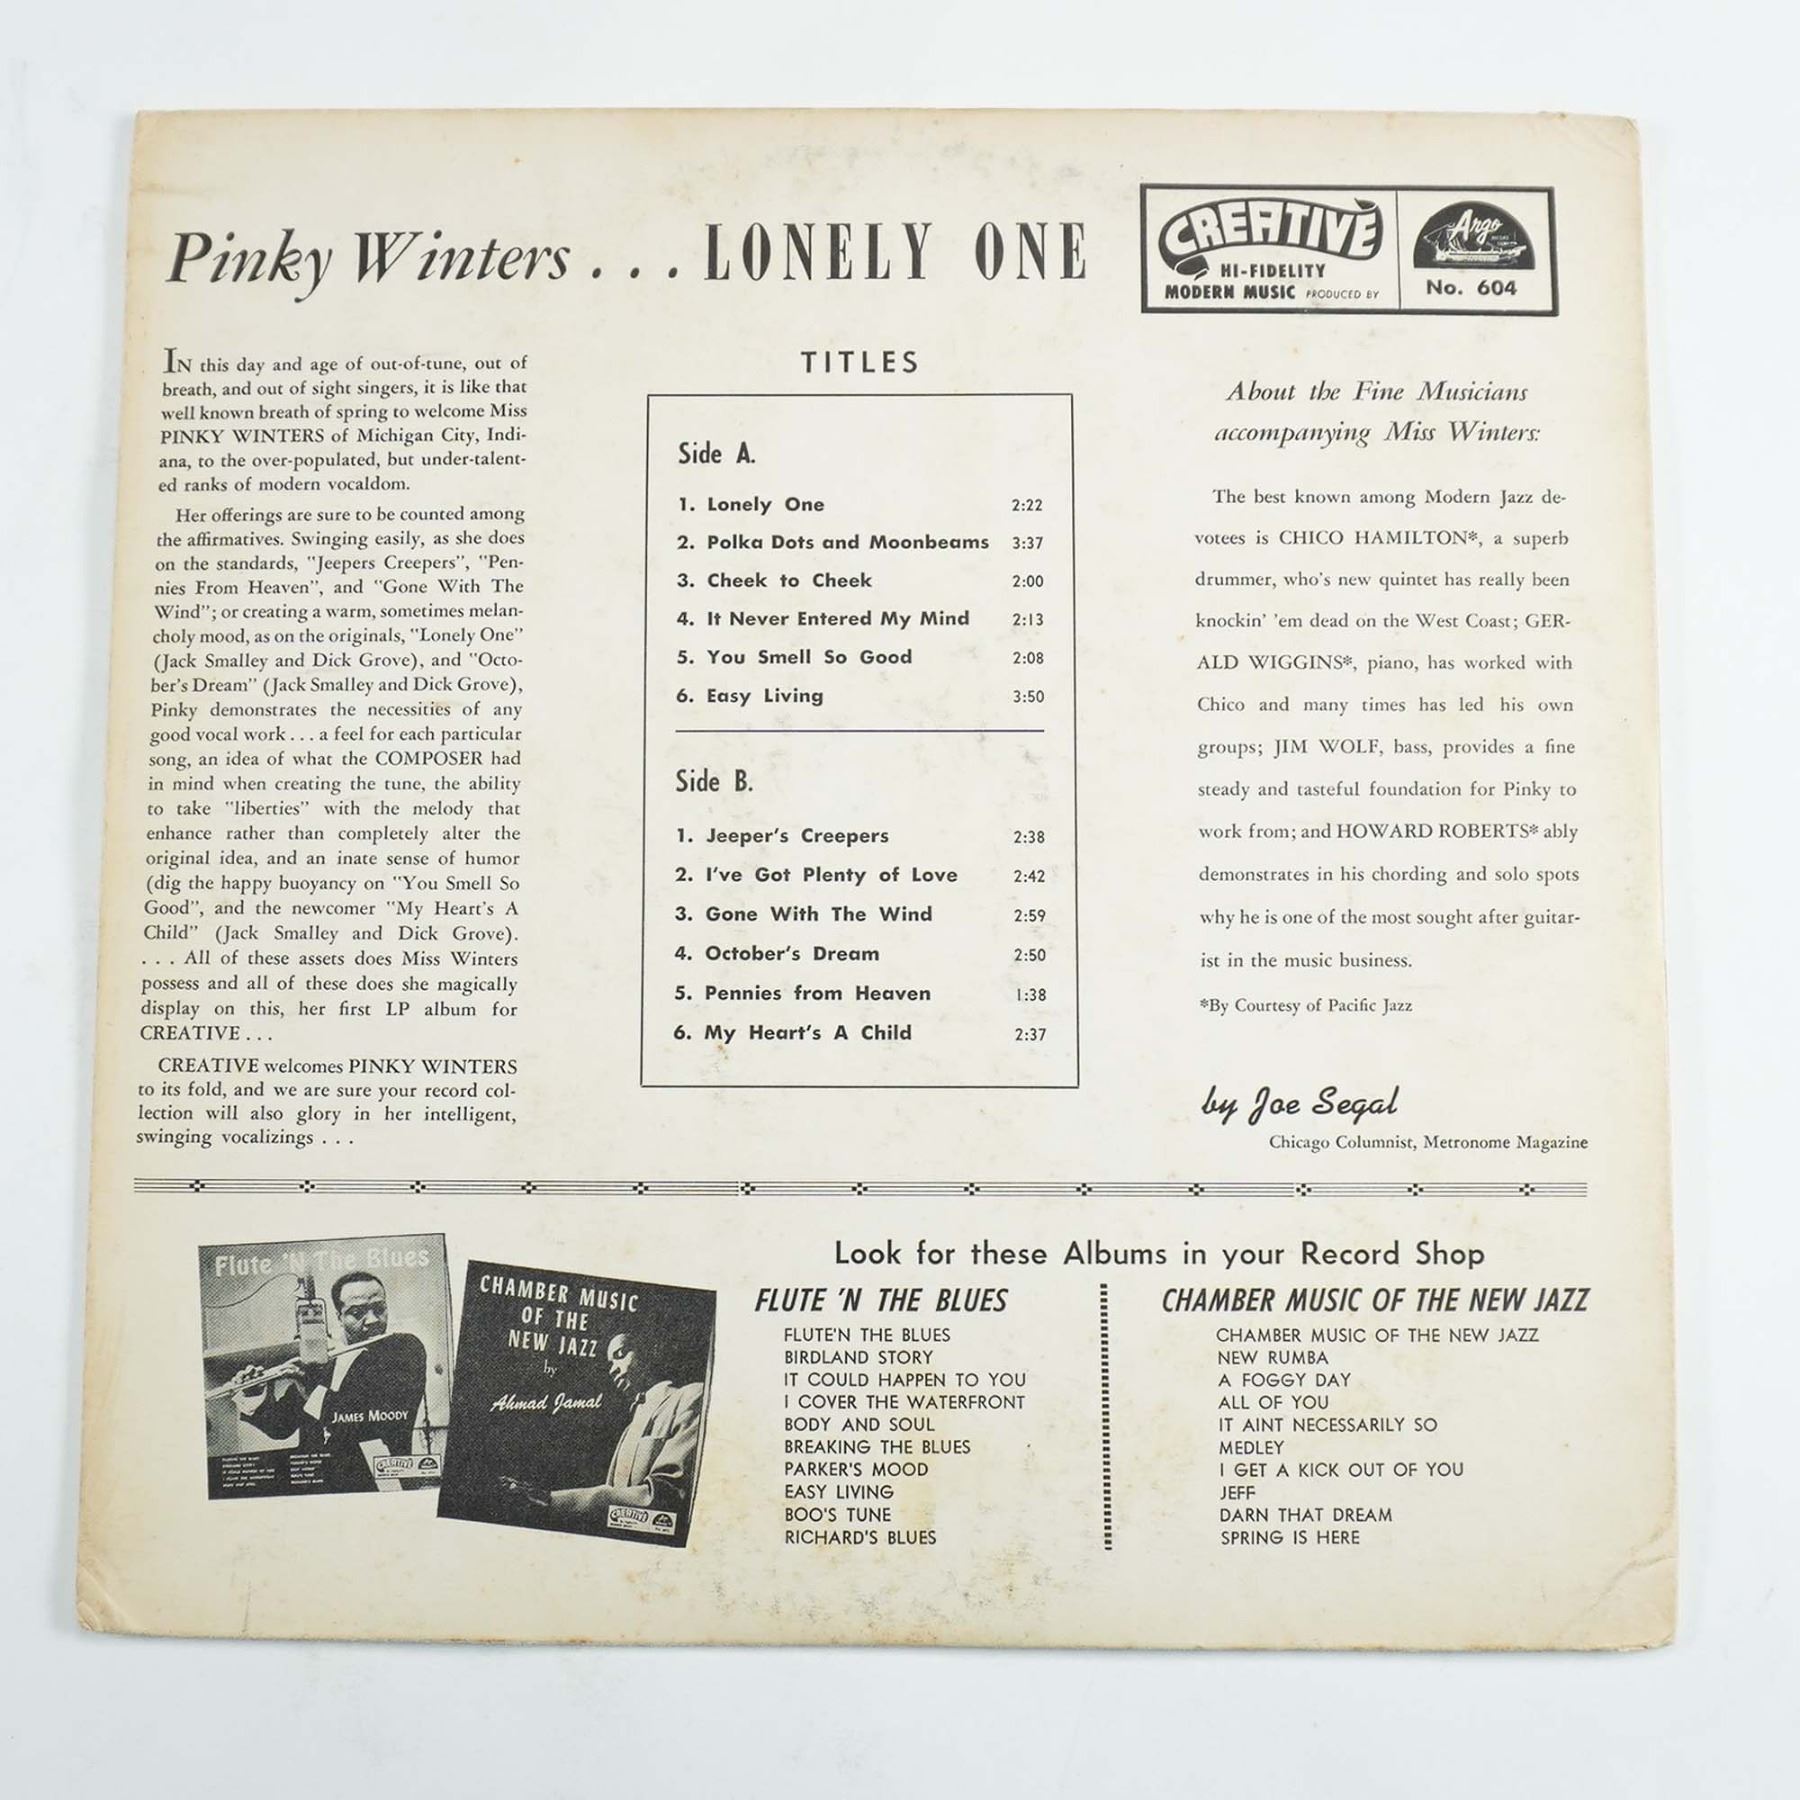 Pinky Winters . . . LONELY ONE
CREATIVE
HI-FIDELITY
MODERN MUSIC PRODUCED BY
Argo
No. 604
IN this day and age of out-of-tune, out of
breath, and out of sight singers, it is like that
well known breath of spring to welcome Miss
PINKY WINTERS of Michigan City, Indi-
ana, to the over-populated, but under-talent-
ed ranks of modern vocaldom.
Her offerings are sure to be counted among
the affirmatives. Swinging easily, as she does
on the standards, "Jeepers Creepers", "Pen-
nies From Heaven", and "Gone With The
Wind"; or creating a warm, sometimes melan-
choly mood, as on the originals, "Lonely One"
(Jack Smalley and Dick Grove), and "Octo-
ber's Dream" (Jack Smalley and Dick Grove),
Pinky demonstrates the necessities of any
good vocal work . . . a feel for each particular
song, an idea of what the COMPOSER had
in mind when creating the tune, the ability
to take "liberties" with the melody that
enhance rather than completely alter the
original idea, and an inate sense of humor
(dig the happy buoyancy on "You Smell So
Good", and the newcomer "My Heart's A
Child" (Jack Smalley and Dick Grove).
. . . All of these assets does Miss Winters
possess and all of these does she magically
display on this, her first LP album for
CREATIVE . . .
CREATIVE welcomes PINKY WINTERS
to its fold, and we are sure your record col-
lection will also glory in her intelligent,
swinging vocalizings . . .
TITLES
Side A.
1. Lonely One 2:22
2. Polka Dots and Moonbeams 3:37
3. Cheek to Cheek 2:00
4. It Never Entered My Mind 2:13
5. You Smell So Good 2:08
6. Easy Living 3:50
Side B.
1. Jeeper's Creepers 2:38
2. I've Got Plenty of Love 2:42
3. Gone With The Wind 2:59
4. October's Dream 2:50
5. Pennies from Heaven 1:38
6. My Heart's A Child 2:37
About the Fine Musicians
accompanying Miss Winters:
The best known among Modern Jazz de-
votees is CHICO HAMILTON*, a superb
drummer, who's new quintet has really been
knockin' 'em dead on the West Coast; GER-
ALD WIGGINS*, piano, has worked with
Chico and many times has led his own
groups; JIM WOLF, bass, provides a fine
steady and tasteful foundation for Pinky to
work from; and HOWARD ROBERTS* ably
demonstrates in his chording and solo spots
why he is one of the most sought after guitar-
ist in the music business.
*By Courtesy of Pacific Jazz
by Joe Segal
Chicago Columnist, Metronome Magazine
Flute 'N The Blues
JAMES MOODY
CREATIVE
CHAMBER MUSIC
OF THE
NEW JAZZ
by
Ahmad Jamal
CREATIVE
Look for these Albums in your Record Shop
FLUTE 'N THE BLUES
FLUTE'N THE BLUES
BIRDLAND STORY
IT COULD HAPPEN TO YOU
I COVER THE WATERFRONT
BODY AND SOUL
BREAKING THE BLUES
PARKER'S MOOD
EASY LIVING
BOO'S TUNE
RICHARD'S BLUES
CHAMBER MUSIC OF THE NEW JAZZ
CHAMBER MUSIC OF THE NEW JAZZ
NEW RUMBA
A FOGGY DAY
ALL OF YOU
IT AINT NECESSARILY SO
MEDLEY
I GET A KICK OUT OF YOU
JEFF
DARN THAT DREAM
SPRING IS HERE